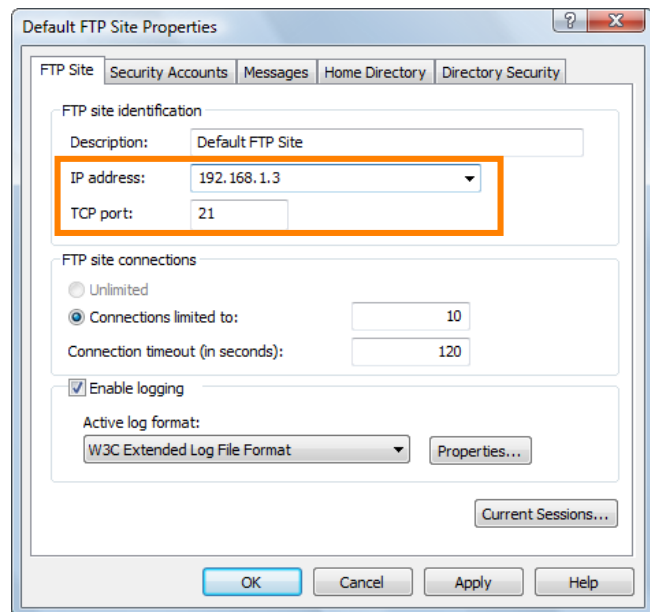 Default FTP Site Properties
FTP Site Security Accounts Messages Home Directory Directory Security
FTP site identification
Description: Default FTP Site
IP address: 192.168.1.3
TCP port: 21
FTP site connections
Unlimited
Connections limited to: 10
Connection timeout (in seconds): 120
Enable logging
Active log format:
W3C Extended Log File Format Properties...
Current Sessions...
OK Cancel Apply Help